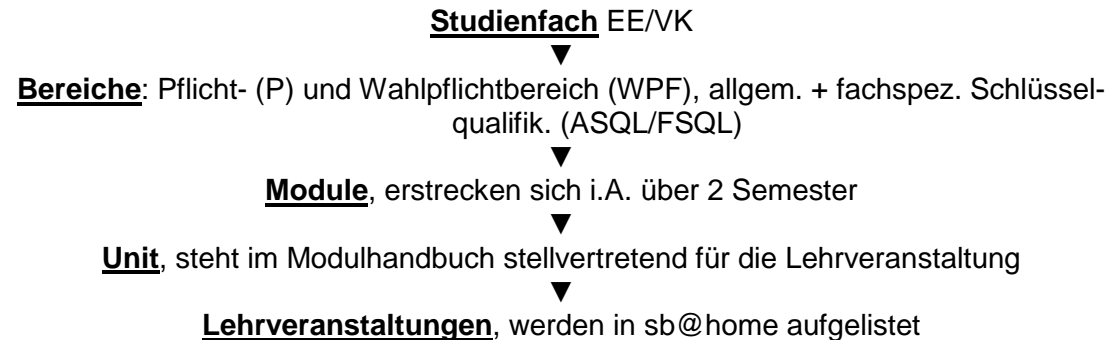 Studienfach EE/VK
▼
Bereiche: Pflicht- (P) und Wahlpflichtbereich (WPF), allgem. + fachspez. Schlüssel-
qualifik. (ASQL/FSQL)
▼
Module, erstrecken sich i.A. über 2 Semester
▼
Unit, steht im Modulhandbuch stellvertretend für die Lehrveranstaltung
▼
Lehrveranstaltungen, werden in sb@home aufgelistet